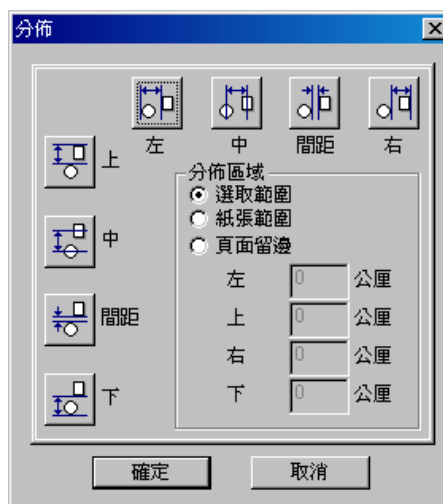 分佈
左 中 間距 右
上
中
間距
下
分佈區域
選取範圍
紙張範圍
頁面留邊
左 0 公厘
上 0 公厘
右 0 公厘
下 0 公厘
確定 取消